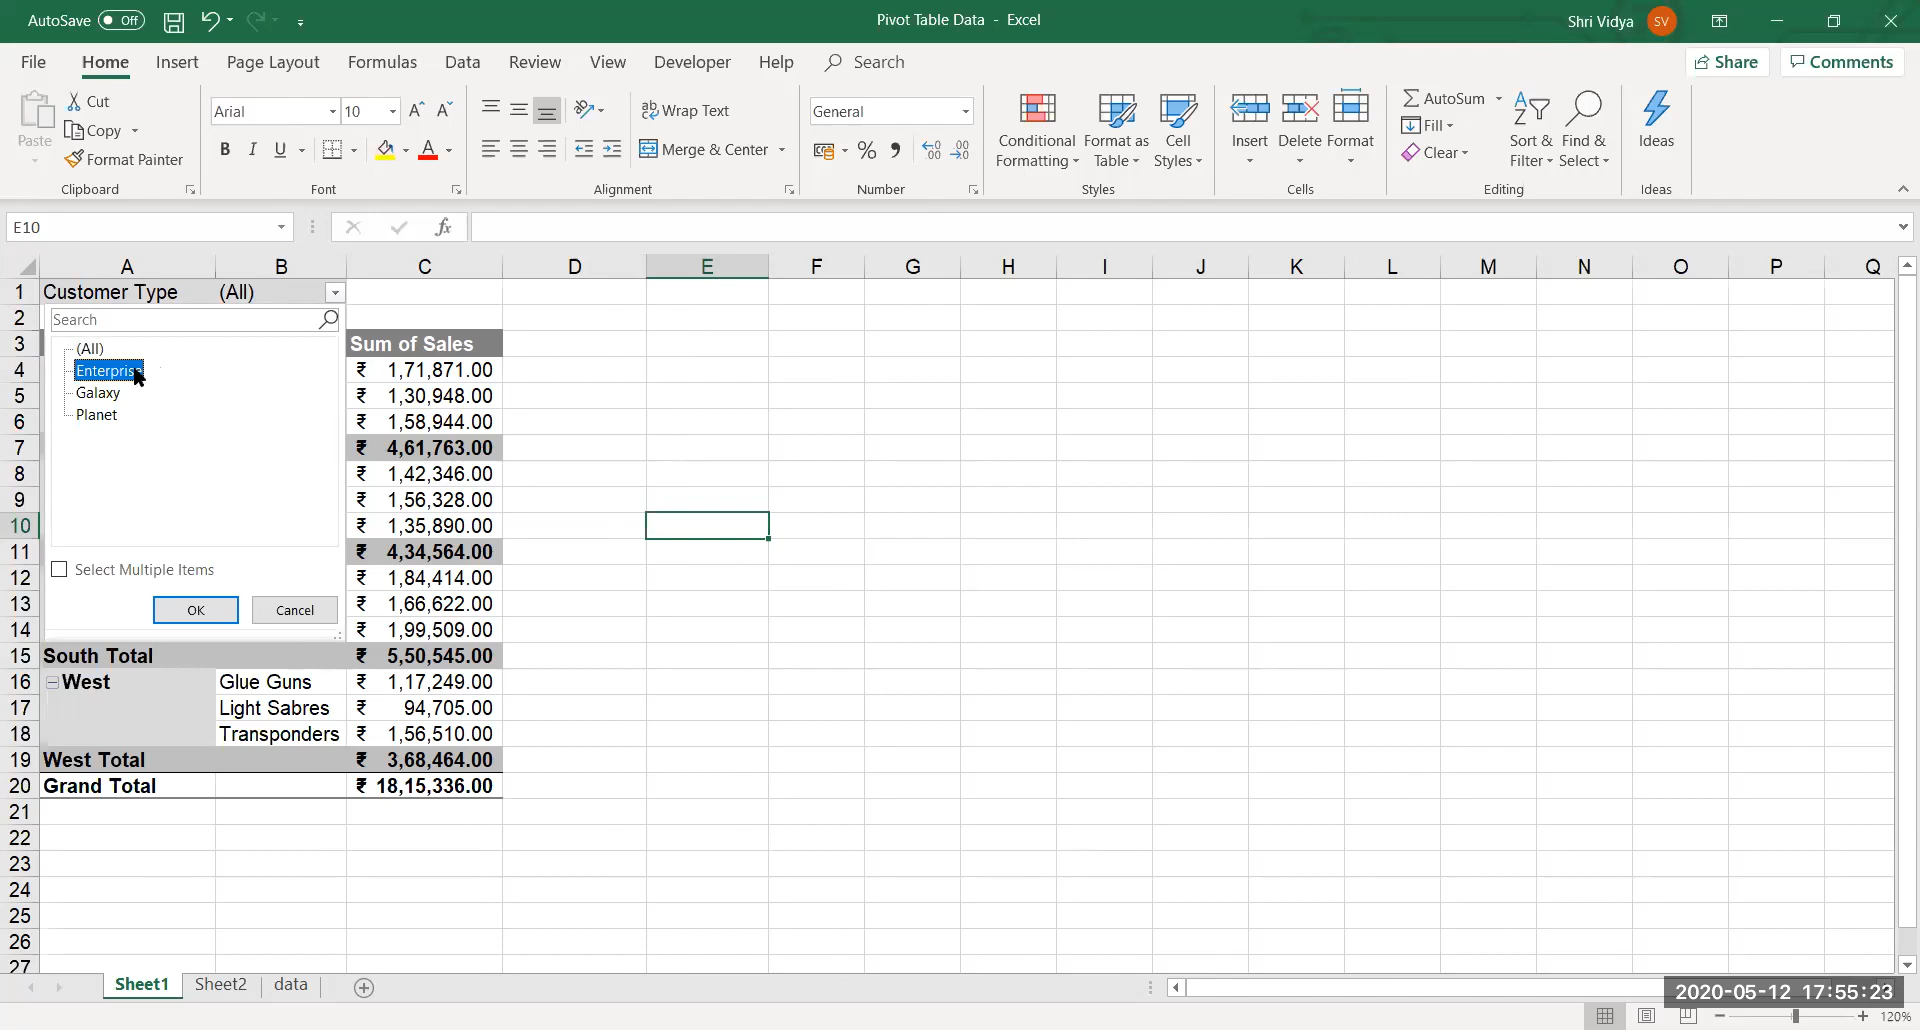 AutoSave Off
Pivot Table Data - Excel
Shri Vidya SV
File Home Insert Page Layout Formulas Data Review View Developer Help Search
Share Comments
Paste
Cut
Copy
Format Painter
Clipboard
Arial 10
B I U A
Font
ab Wrap Text
Merge & Center
Alignment
General
% , .00 .00
Number
Conditional Formatting
Format as Table
Cell Styles
Styles
Insert Delete Format
Cells
AutoSum
Fill
Clear
Sort & Filter
Find & Select
Editing
Ideas
Ideas
E10
fx
A B C D E F G H I J K L M N O P Q
1 Customer Type (All)
2
Search
3 Sum of Sales
(All)
4 ₹ 1,71,871.00
Enterprise
5 ₹ 1,30,948.00
Galaxy
6 ₹ 1,58,944.00
Planet
7 ₹ 4,61,763.00
8 ₹ 1,42,346.00
9 ₹ 1,56,328.00
10 ₹ 1,35,890.00
11 ₹ 4,34,564.00
Select Multiple Items
12 ₹ 1,84,414.00
13 ₹ 1,66,622.00
OK Cancel
14 ₹ 1,99,509.00
15 South Total ₹ 5,50,545.00
16 West Glue Guns ₹ 1,17,249.00
17 Light Sabres ₹ 94,705.00
18 Transponders ₹ 1,56,510.00
19 West Total ₹ 3,68,464.00
20 Grand Total ₹ 18,15,336.00
21
22
23
24
25
26
27
Sheet1 Sheet2 data
2020-05-12 17:55:23
120%